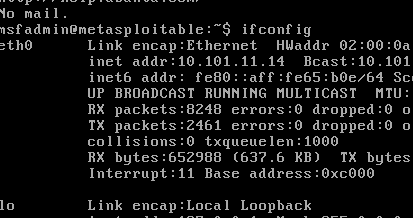 No mail.
msfadmin@metasploitable:~$ ifconfig
eth0 Link encap:Ethernet HWaddr 02:00:0a
inet addr:10.101.11.14 Bcast:10.101
inet6 addr: fe80::aff:fe65:b0e/64 Sc
UP BROADCAST RUNNING MULTICAST MTU:
RX packets:8248 errors:0 dropped:0 o
TX packets:2461 errors:0 dropped:0 o
collisions:0 txqueuelen:1000
RX bytes:652988 (637.6 KB) TX bytes
Interrupt:11 Base address:0xc000
lo Link encap:Local Loopback